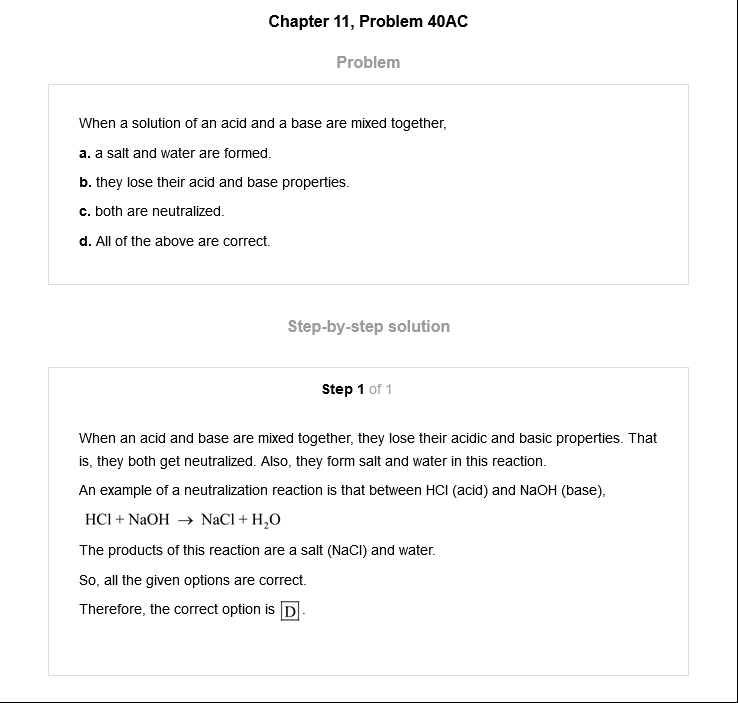 Chapter 11, Problem 40AC
Problem
When a solution of an acid and a base are mixed together,
a. a salt and water are formed.
b. they lose their acid and base properties.
c. both are neutralized.
d. All of the above are correct.
Step-by-step solution
Step 1 of 1
When an acid and base are mixed together, they lose their acidic and basic properties. That
is, they both get neutralized. Also, they form salt and water in this reaction.
An example of a neutralization reaction is that between HCl (acid) and NaOH (base),
HCl + NaOH → NaCl + H₂O
The products of this reaction are a salt (NaCl) and water.
So, all the given options are correct.
Therefore, the correct option is D.